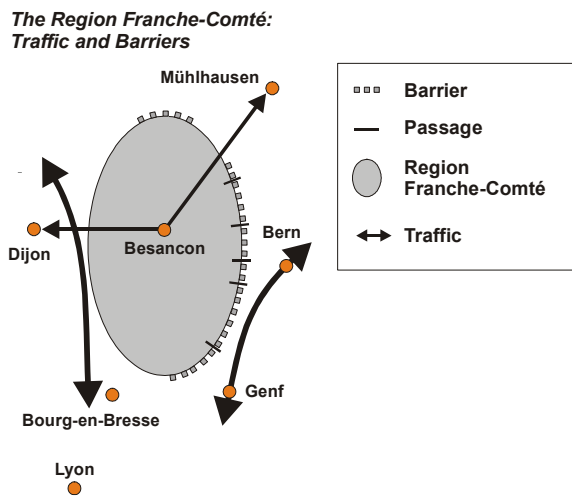 The Region Franche-Comté:
Traffic and Barriers
Mühlhausen
Barrier
Passage
Region
Franche-Comté
Traffic
Dijon
Besancon
Bern
Genf
Bourg-en-Bresse
Lyon